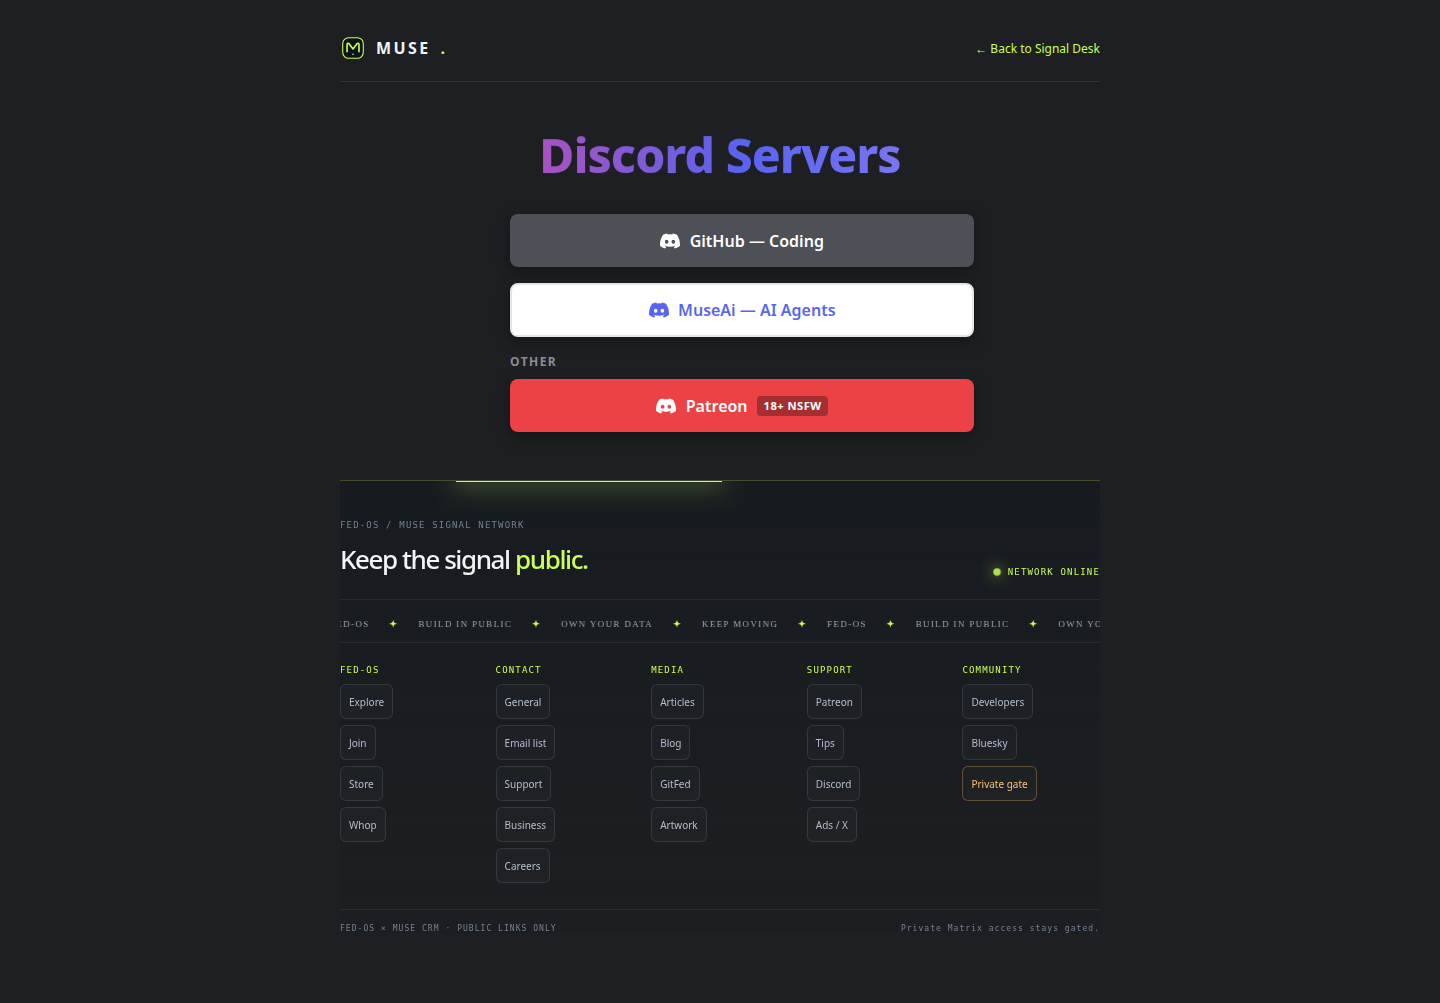 MUSE .
← Back to Signal Desk
Discord Servers
GitHub — Coding
MuseAi — AI Agents
OTHER
Patreon 18+ NSFW
FED-OS / MUSE SIGNAL NETWORK
Keep the signal public.
NETWORK ONLINE
ED-OS ✦ BUILD IN PUBLIC ✦ OWN YOUR DATA ✦ KEEP MOVING ✦ FED-OS ✦ BUILD IN PUBLIC ✦ OWN YO
FED-OS
Explore
Join
Store
Whop
CONTACT
General
Email list
Support
Business
Careers
MEDIA
Articles
Blog
GitFed
Artwork
SUPPORT
Patreon
Tips
Discord
Ads / X
COMMUNITY
Developers
Bluesky
Private gate
FED-OS × MUSE CRM · PUBLIC LINKS ONLY
Private Matrix access stays gated.